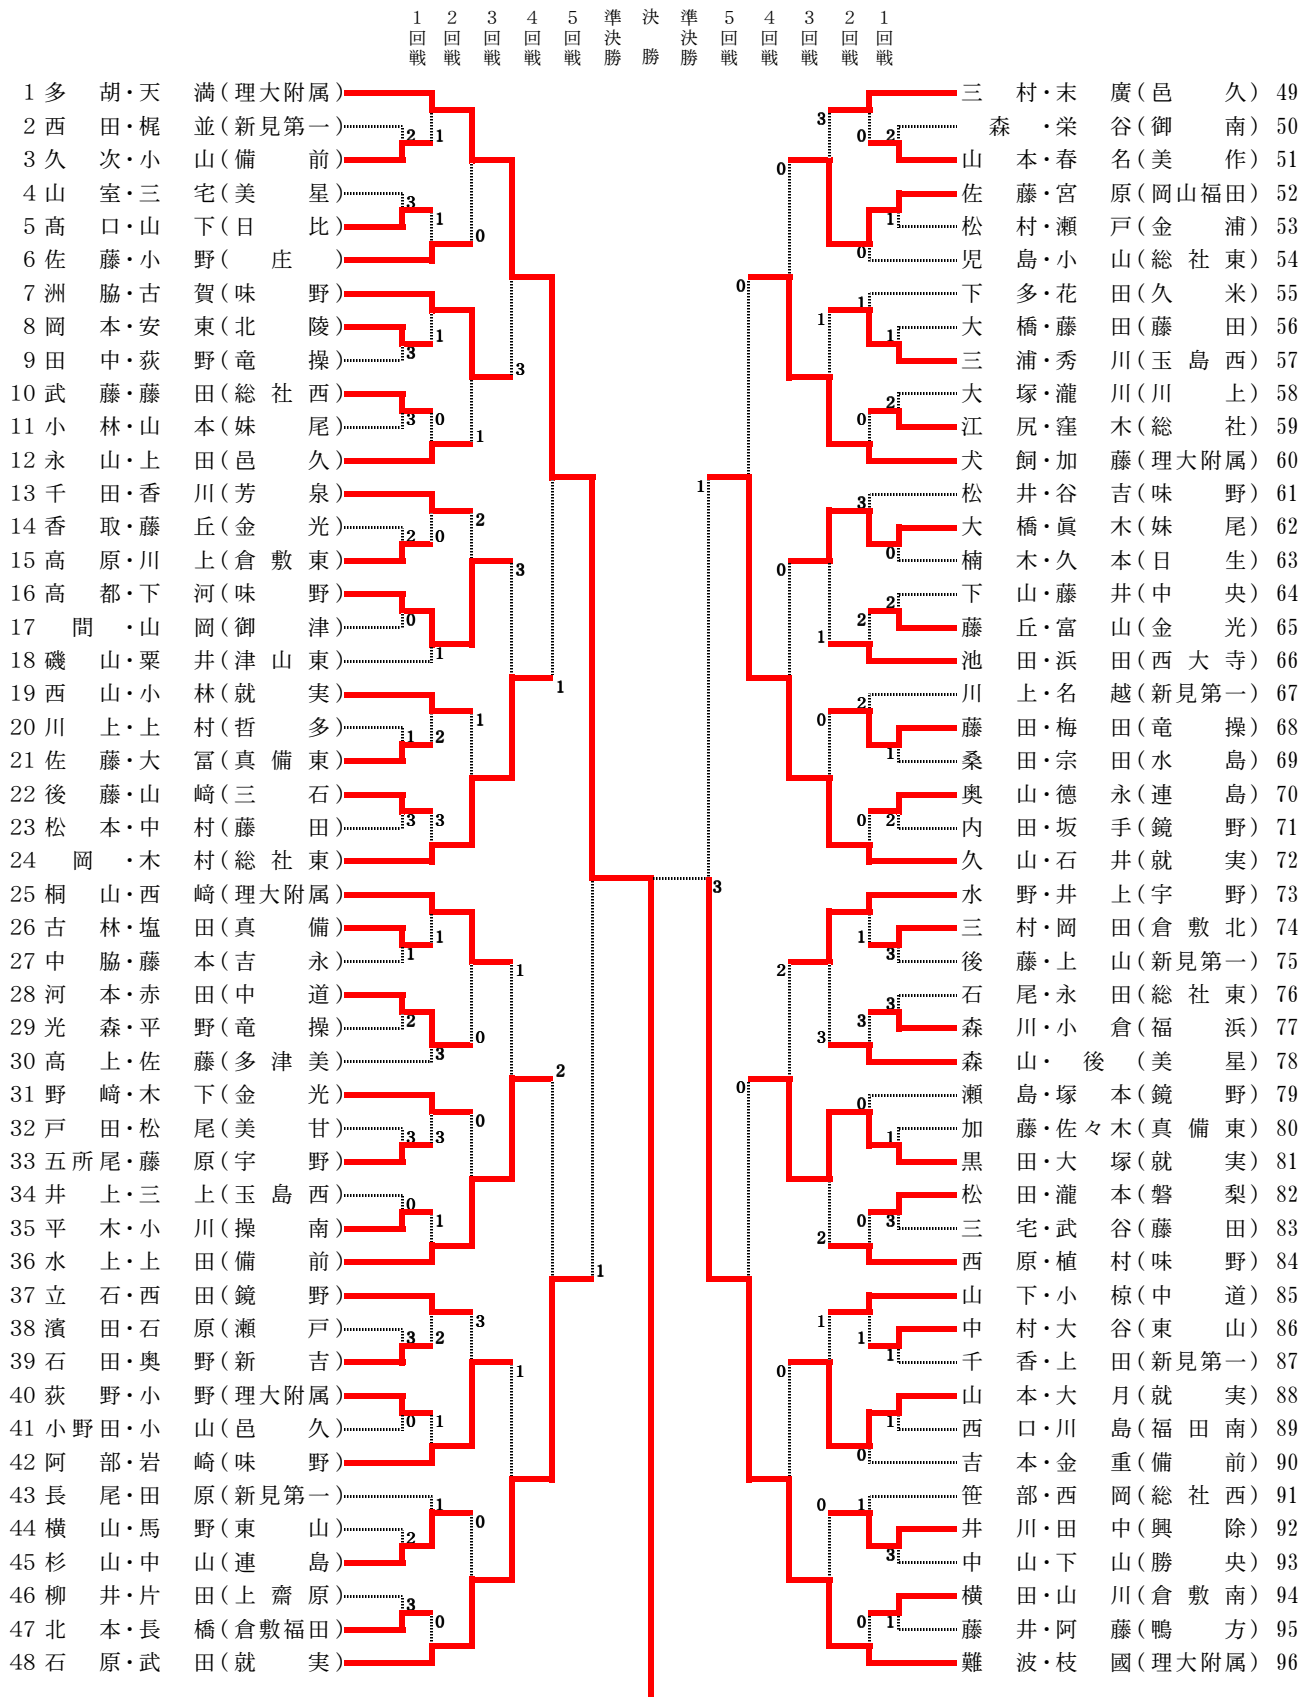 1回戦 2回戦 3回戦 4回戦 5回戦 準決勝 決勝 準決勝 5回戦 4回戦 3回戦 2回戦 1回戦
1 多胡・天満(理大附属) 三村・末廣(邑久) 49
2 西田・梶並(新見第一) 森・栄谷(御南) 50
3 久次・小山(備前) 山本・春名(美作) 51
4 山室・三宅(美星) 佐藤・宮原(岡山福田) 52
5 髙口・山下(日比) 松村・瀬戸(金浦) 53
6 佐藤・小野(庄) 児島・小山(総社東) 54
7 洲脇・古賀(味野) 下多・花田(久米) 55
8 岡本・安東(北陵) 大橋・藤田(藤田) 56
9 田中・荻野(竜操) 三浦・秀川(玉島西) 57
10 武藤・藤田(総社西) 大塚・瀧川(川上) 58
11 小林・山本(妹尾) 江尻・窪木(総社) 59
12 永山・上田(邑久) 犬飼・加藤(理大附属) 60
13 千田・香川(芳泉) 松井・谷吉(味野) 61
14 香取・藤丘(金光) 大橋・眞木(妹尾) 62
15 高原・川上(倉敷東) 楠木・久本(日生) 63
16 高都・下河(味野) 下山・藤井(中央) 64
17 間・山岡(御津) 藤丘・富山(金光) 65
18 磯山・粟井(津山東) 池田・浜田(西大寺) 66
19 西山・小林(就実) 川上・名越(新見第一) 67
20 川上・上村(哲多) 藤田・梅田(竜操) 68
21 佐藤・大冨(真備東) 桑田・宗田(水島) 69
22 後藤・山﨑(三石) 奥山・德永(連島) 70
23 松本・中村(藤田) 内田・坂手(鏡野) 71
24 岡・木村(総社東) 久山・石井(就実) 72
25 桐山・西﨑(理大附属) 水野・井上(宇野) 73
26 古林・塩田(真備) 三村・岡田(倉敷北) 74
27 中脇・藤本(吉永) 後藤・上山(新見第一) 75
28 河本・赤田(中道) 石尾・永田(総社東) 76
29 光森・平野(竜操) 森川・小倉(福浜) 77
30 高上・佐藤(多津美) 森山・後(美星) 78
31 野﨑・木下(金光) 瀬島・塚本(鏡野) 79
32 戸田・松尾(美甘) 加藤・佐々木(真備東) 80
33 五所尾・藤原(宇野) 黒田・大塚(就実) 81
34 井上・三上(玉島西) 松田・瀧本(磐梨) 82
35 平木・小川(操南) 三宅・武谷(藤田) 83
36 水上・上田(備前) 西原・植村(味野) 84
37 立石・西田(鏡野) 山下・小椋(中道) 85
38 濱田・石原(瀬戸) 中村・大谷(東山) 86
39 石田・奥野(新吉) 千香・上田(新見第一) 87
40 荻野・小野(理大附属) 山本・大月(就実) 88
41 小野田・小山(邑久) 西口・川島(福田南) 89
42 阿部・岩崎(味野) 吉本・金重(備前) 90
43 長尾・田原(新見第一) 笹部・西岡(総社西) 91
44 横山・馬野(東山) 井川・田中(興除) 92
45 杉山・中山(連島) 中山・下山(勝央) 93
46 柳井・片田(上齋原) 横田・山川(倉敷南) 94
47 北本・長橋(倉敷福田) 藤井・阿藤(鴨方) 95
48 石原・武田(就実) 難波・枝國(理大附属) 96